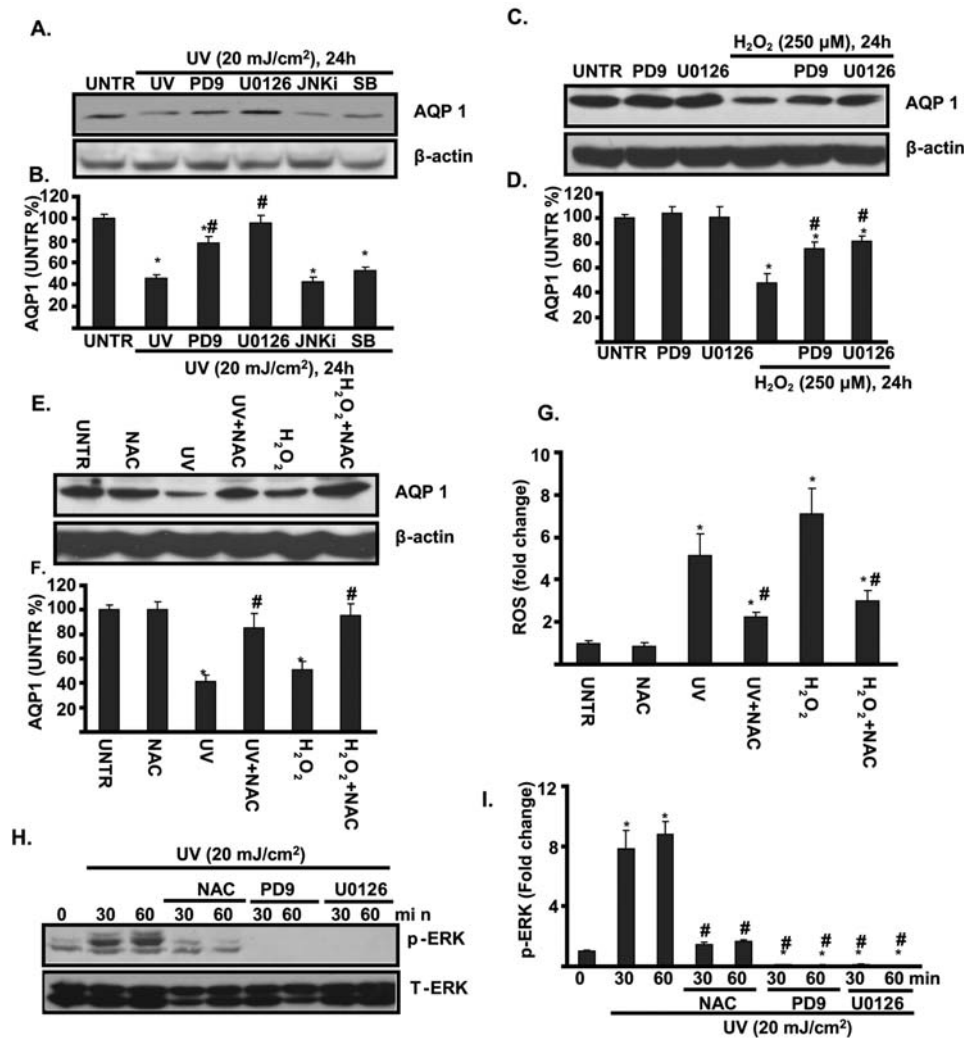 A.
UV (20 mJ/cm²), 24h
UNTR UV PD9 U0126 JNKi SB
AQP 1
β-actin
B.
AQP1 (UNTR %)
120
100
80
60
40
20
*
*#
#
*
*
UNTR UV PD9 U0126 JNKi SB
UV (20 mJ/cm²), 24h
C.
H₂O₂ (250 µM), 24h
UNTR PD9 U0126 PD9 U0126
AQP 1
β-actin
D.
AQP1 (UNTR %)
120
100
80
60
40
20
0
*
#
*
#
*
UNTR PD9 U0126 PD9 U0126
H₂O₂ (250 µM), 24h
E.
UNTR NAC UV UV+NAC H₂O₂ H₂O₂+NAC
AQP 1
β-actin
F.
AQP1 (UNTR %)
120
100
80
60
40
20
*
#
*
#
UNTR NAC UV UV+NAC H₂O₂ H₂O₂+NAC
G.
ROS (fold change)
8
6
4
2
*
*#
*
*#
UNTR NAC UV UV+NAC H₂O₂ H₂O₂+NAC
H.
UV (20 mJ/cm²)
NAC PD9 U0126
0 30 60 30 60 30 60 30 60 mi n
p-ERK
T-ERK
I.
p-ERK (Fold change)
12
8
4
0
* *
# # # # # #
* * * *
0 30 60 30 60 30 60 30 60 min
NAC PD9 U0126
UV (20 mJ/cm²)